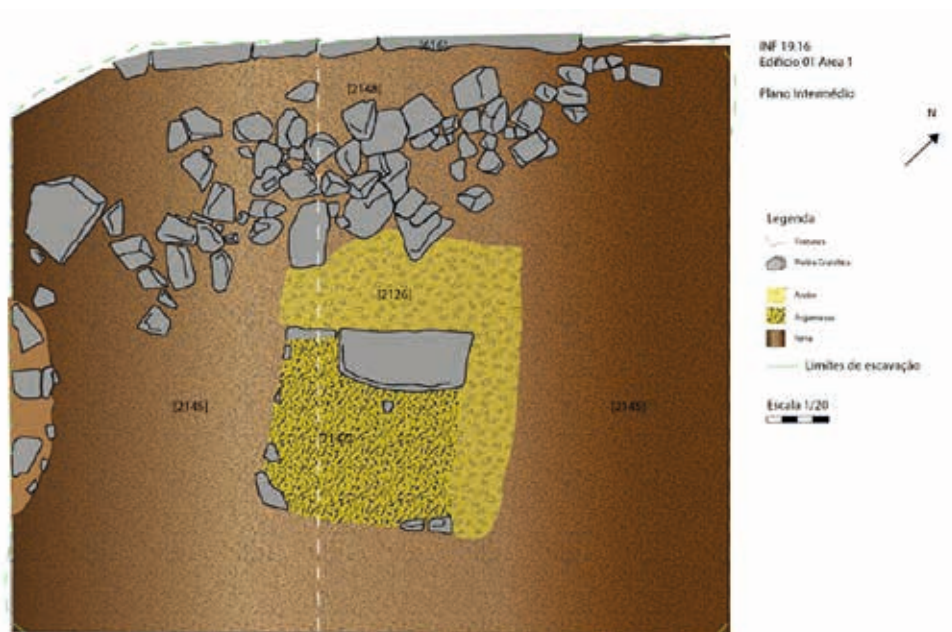 INF 19.16
Edifício 01 Área 1
Plano Intermédio
N
Legenda
Pedra Granítica
Argamassa
Terra
Limites de escavação
Escala 1/20
[616]
[2148]
[2126]
[2145]
[2145]